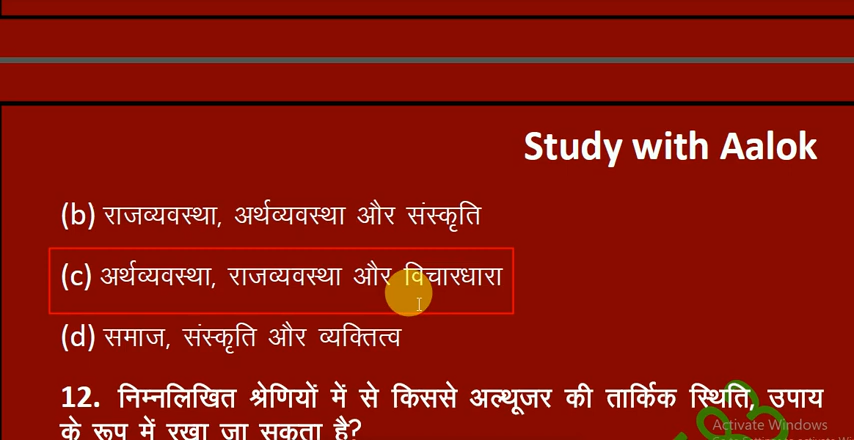 Study with Aalok
(b) राजव्यवस्था, अर्थव्यवस्था और संस्कृति
(c) अर्थव्यवस्था, राजव्यवस्था और विचारधारा
(d) समाज, संस्कृति और व्यक्तित्व
12. निम्नलिखित श्रेणियों में से किससे अल्थूजर की तार्किक स्थिति, उपाय
के रूप में रखा जा सकता है?
Activate Windows